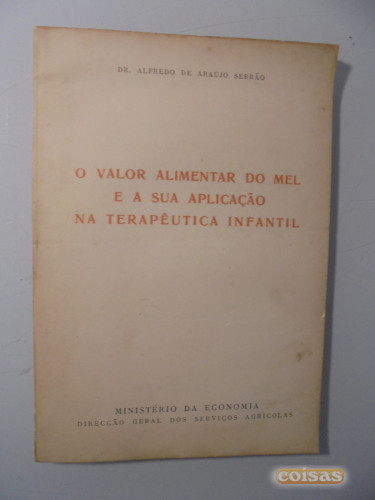 DR. ALFREDO DE ARAÚJO SERRÃO
O VALOR ALIMENTAR DO MEL
E A SUA APLICAÇÃO
NA TERAPÊUTICA INFANTIL
MINISTÉRIO DA ECONOMIA
DIRECÇÃO GERAL DOS SERVIÇOS AGRÍCOLAS
coisas